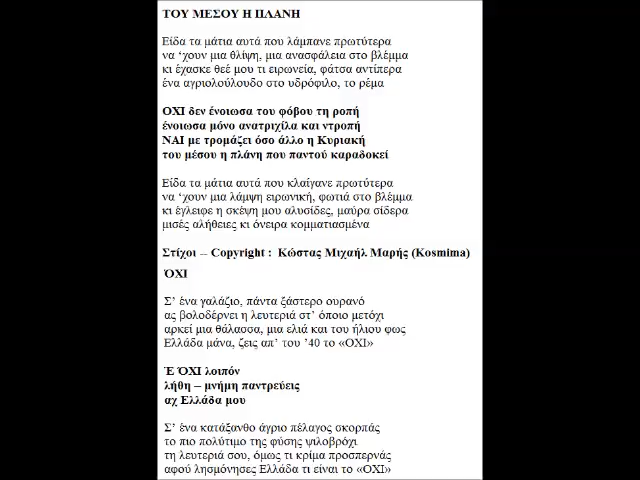 ΤΟΥ ΜΕΣΟΥ Η ΠΛΑΝΗ
Είδα τα μάτια αυτά που λάμπανε πρωτύτερα
να ‘χουν μια θλίψη, μια ανασφάλεια στο βλέμμα
κι έχασκε θεέ μου τι ειρωνεία, φάτσα αντίπερα
ένα αγριολούλουδο στο υδρόφιλο, το ρέμα
ΟΧΙ δεν ένοιωσα του φόβου τη ροπή
ένοιωσα μόνο ανατριχίλα και ντροπή
ΝΑΙ με τρομάζει όσο άλλο η Κυριακή
του μέσου η πλάνη που παντού καραδοκεί
Είδα τα μάτια αυτά που κλαίγανε πρωτύτερα
να ‘χουν μια λάμψη ειρωνική, φωτιά στο βλέμμα
κι έγλειφε η σκέψη μου αλυσίδες, μαύρα σίδερα
μισές αλήθειες κι όνειρα κομματιασμένα
Στίχοι – Copyright : Κώστας Μιχαήλ Μαρής (Kosmima)
ΌΧΙ
Σ’ ένα γαλάζιο, πάντα ξάστερο ουρανό
ας βολοδέρνει η λευτεριά στ’ όποιο μετόχι
αρκεί μια θάλασσα, μια ελιά και του ήλιου φως
Ελλάδα μάνα, ζεις απ’ του ’40 το «ΟΧΙ»
Έ ΌΧΙ λοιπόν
λήθη – μνήμη παντρεύεις
αχ Ελλάδα μου
Σ’ ένα κατάξανθο άγριο πέλαγος σκορπάς
το πιο πολύτιμο της φύσης ψιλοβρόχι
τη λευτεριά σου, όμως τι κρίμα προσπερνάς
αφού λησμόνησες Ελλάδα τι είναι το «ΟΧΙ»